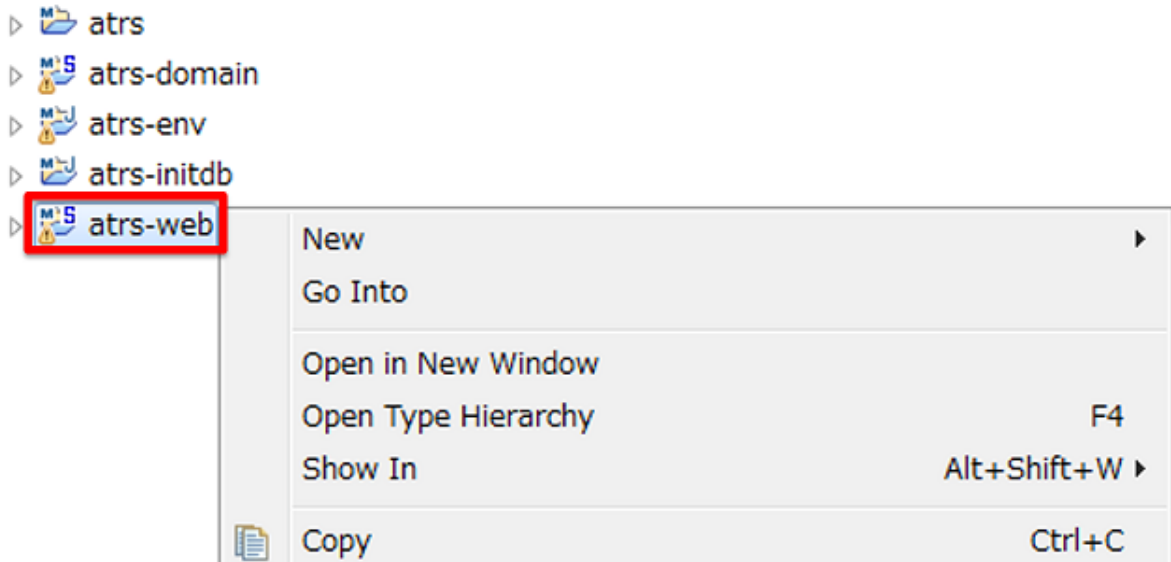 atrs
atrs-domain
atrs-env
atrs-initdb
atrs-web
New
Go Into
Open in New Window
Open Type Hierarchy F4
Show In Alt+Shift+W
Copy Ctrl+C